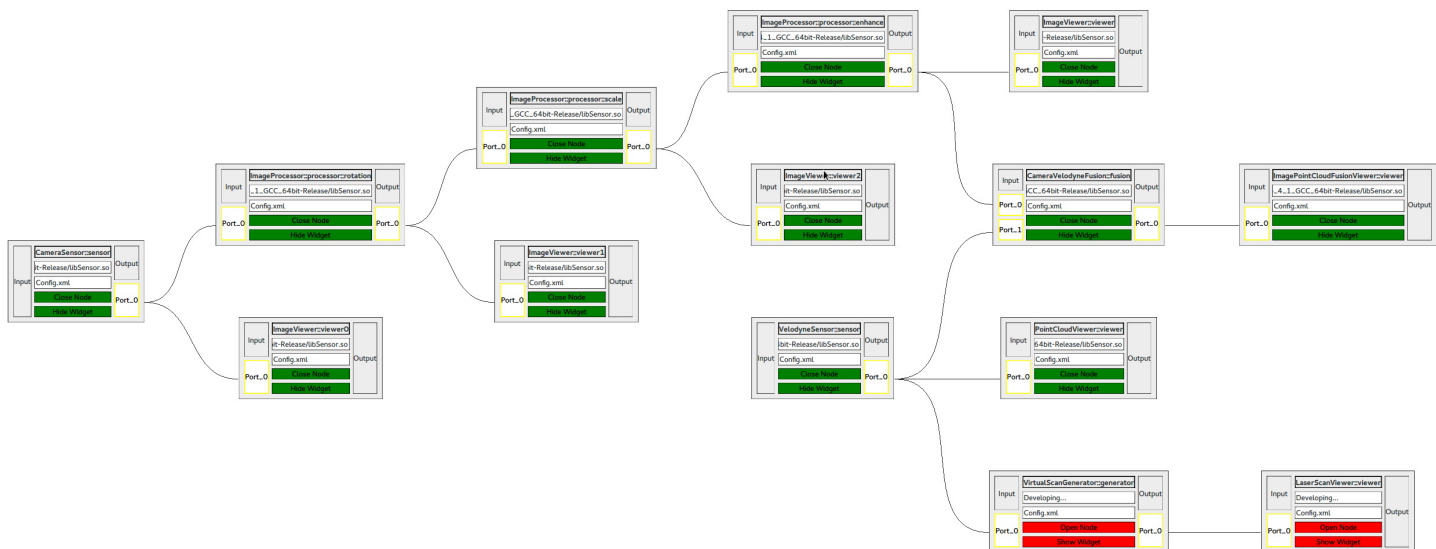 ImageProcessor::processor::enhance
Input
Output
4_1_GCC_64bit-Release/libSensor.so
Config.xml
Port_0
Close Node
Port_0
Hide Widget
ImageViewer::viewer
Input
Output
-Release/libSensor.so
Config.xml
Port_0
Close Node
Hide Widget
ImageProcessor::processor::scale
Input
Output
_GCC_64bit-Release/libSensor.so
Config.xml
Port_0
Close Node
Port_0
Hide Widget
ImageProcessor::processor::rotation
Input
Output
_1_GCC_64bit-Release/libSensor.so
Config.xml
Port_0
Close Node
Port_0
Hide Widget
ImageViewer::viewer2
Input
Output
it-Release/libSensor.so
Config.xml
Port_0
Close Node
Hide Widget
CameraVelodyneFusion::fusion
Input
Output
GCC_64bit-Release/libSensor.so
Port_0
Config.xml
Close Node
Port_1
Port_0
Hide Widget
ImagePointCloudFusionViewer::viewer
Input
Output
_4_1_GCC_64bit-Release/libSensor.so
Config.xml
Port_0
Close Node
Hide Widget
CameraSensor::sensor
Input
Output
it-Release/libSensor.so
Config.xml
Close Node
Port_0
Hide Widget
ImageViewer::viewer1
Input
Output
it-Release/libSensor.so
Config.xml
Port_0
Close Node
Hide Widget
ImageViewer::viewer0
Input
Output
it-Release/libSensor.so
Config.xml
Port_0
Close Node
Hide Widget
VelodyneSensor::sensor
Input
Output
ibit-Release/libSensor.so
Config.xml
Close Node
Port_0
Hide Widget
PointCloudViewer::viewer
Input
Output
64bit-Release/libSensor.so
Config.xml
Port_0
Close Node
Hide Widget
VirtualScanGenerator::generator
Input
Output
Developing...
Config.xml
Port_0
Open Node
Port_0
Show Widget
LaserScanViewer::viewer
Input
Output
Developing...
Config.xml
Port_0
Open Node
Show Widget